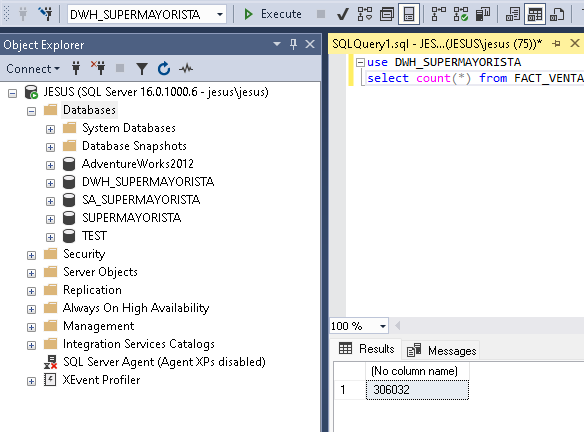 DWH_SUPERMAYORISTA
Execute
Object Explorer
Connect
JESUS (SQL Server 16.0.1000.6 - jesus\jesus)
Databases
System Databases
Database Snapshots
AdventureWorks2012
DWH_SUPERMAYORISTA
SA_SUPERMAYORISTA
SUPERMAYORISTA
TEST
Security
Server Objects
Replication
Always On High Availability
Management
Integration Services Catalogs
SQL Server Agent (Agent XPs disabled)
XEvent Profiler
SQLQuery1.sql - JES...(JESUS\jesus (75))*
use DWH_SUPERMAYORISTA
select count(*) from FACT_VENTA
100 %
Results
Messages
(No column name)
1
306032